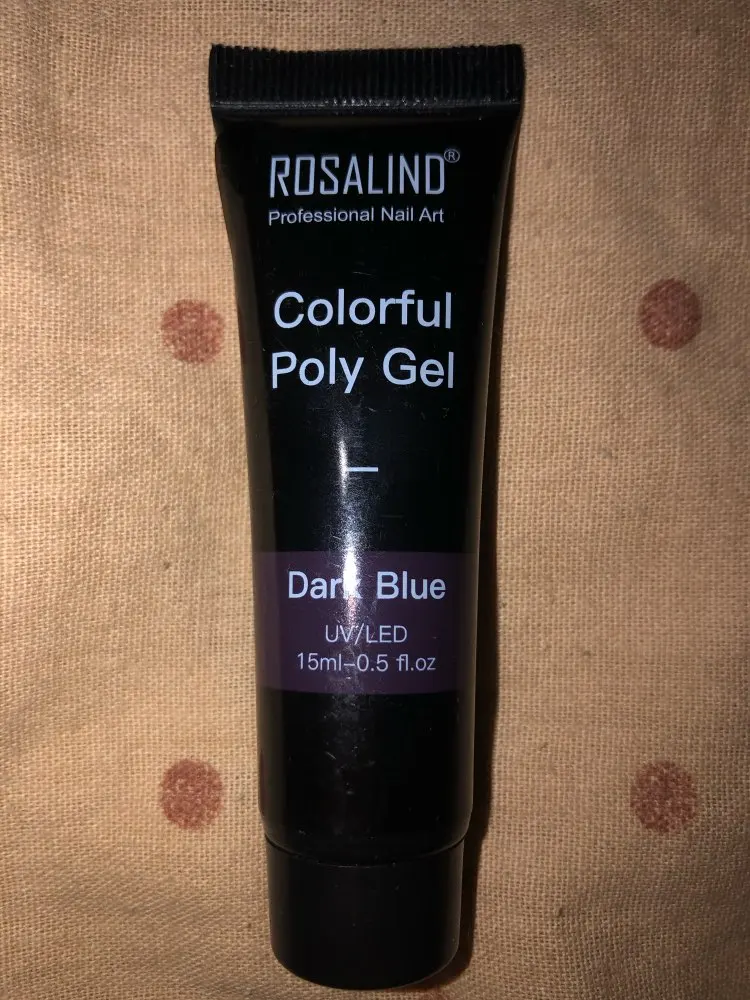 ROSALIND®
Professional Nail Art
Colorful
Poly Gel
Dark Blue
UV/LED
15ml-0.5 fl.oz